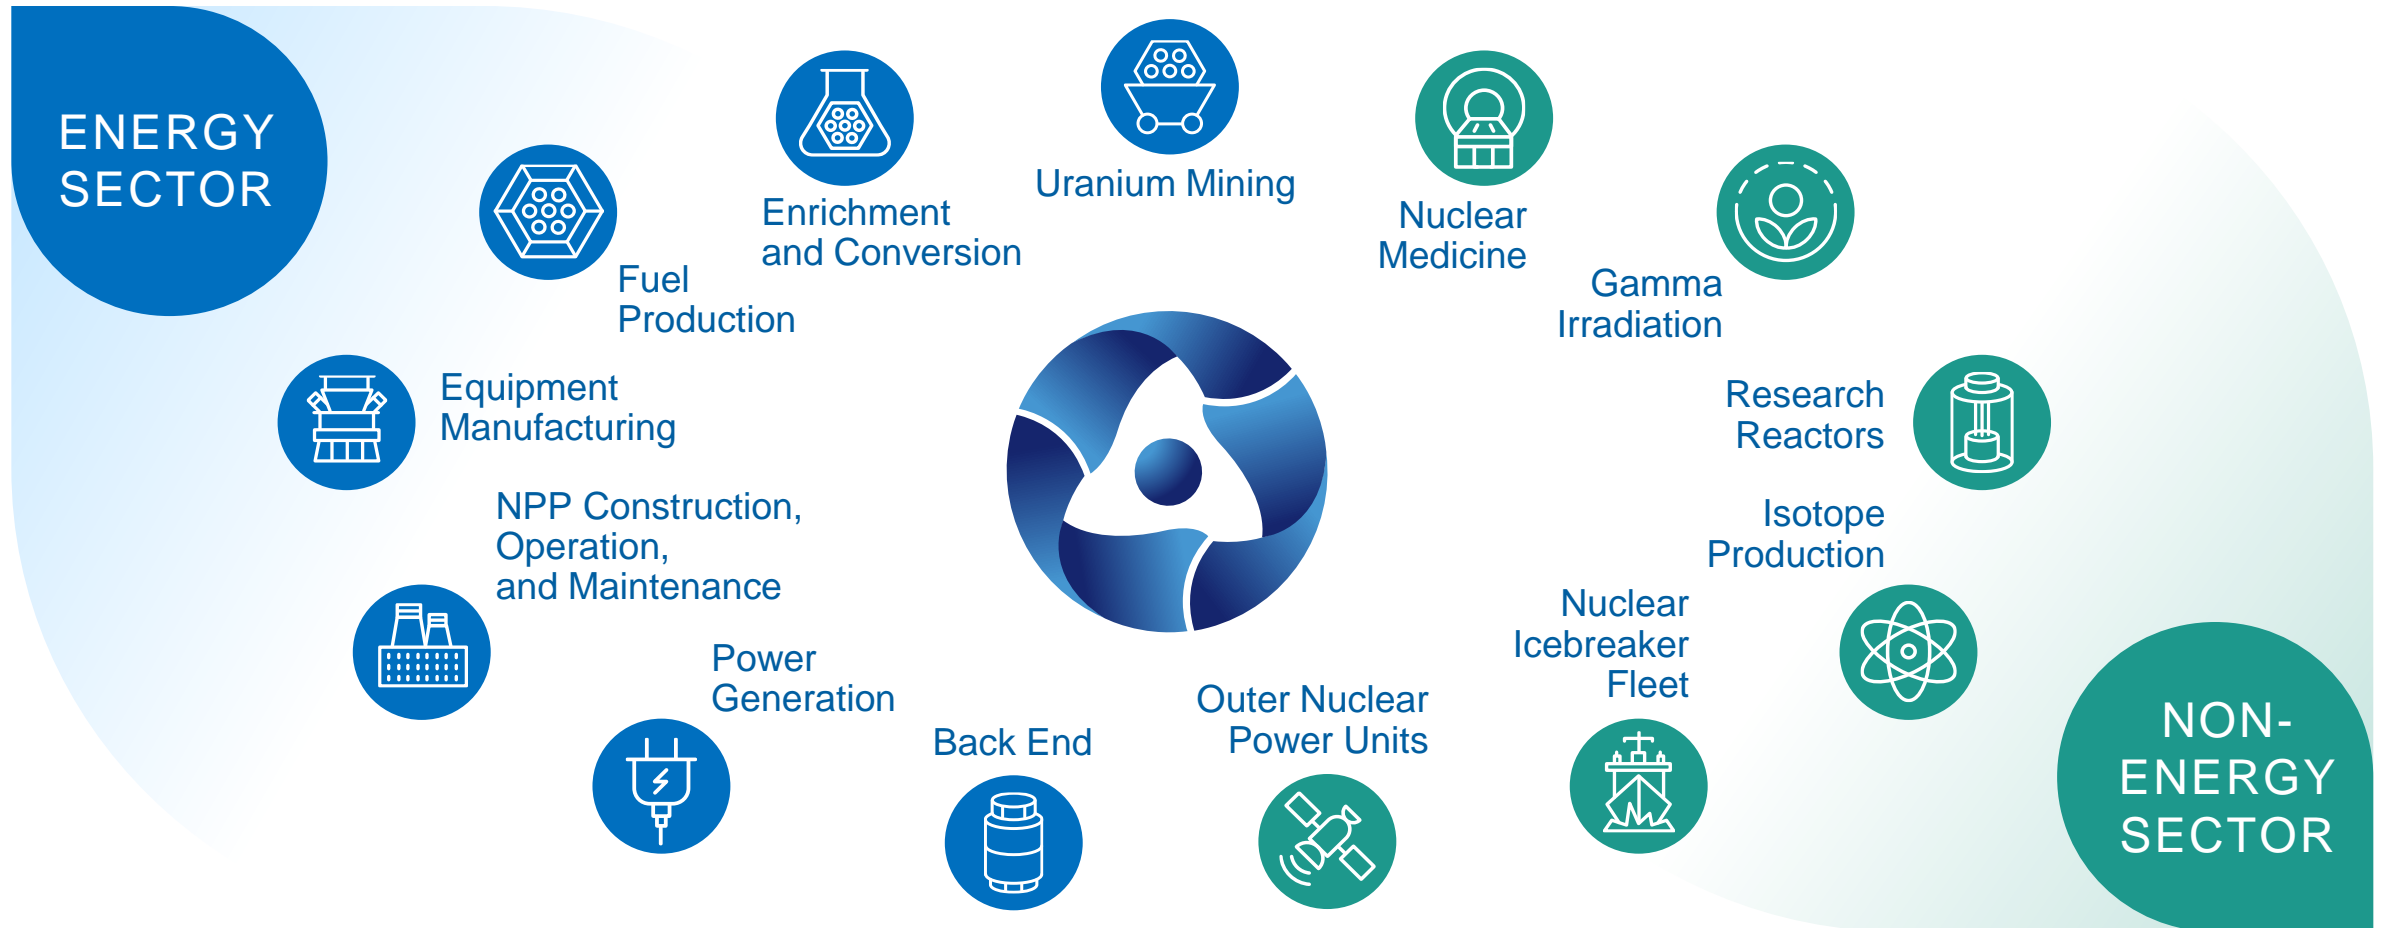 ENERGY
SECTOR
Uranium Mining
Enrichment
and Conversion
Fuel
Production
Equipment
Manufacturing
NPP Construction,
Operation,
and Maintenance
Power
Generation
Back End
Nuclear
Medicine
Gamma
Irradiation
Research
Reactors
Isotope
Production
Nuclear
Icebreaker
Fleet
Outer Nuclear
Power Units
NON-
ENERGY
SECTOR